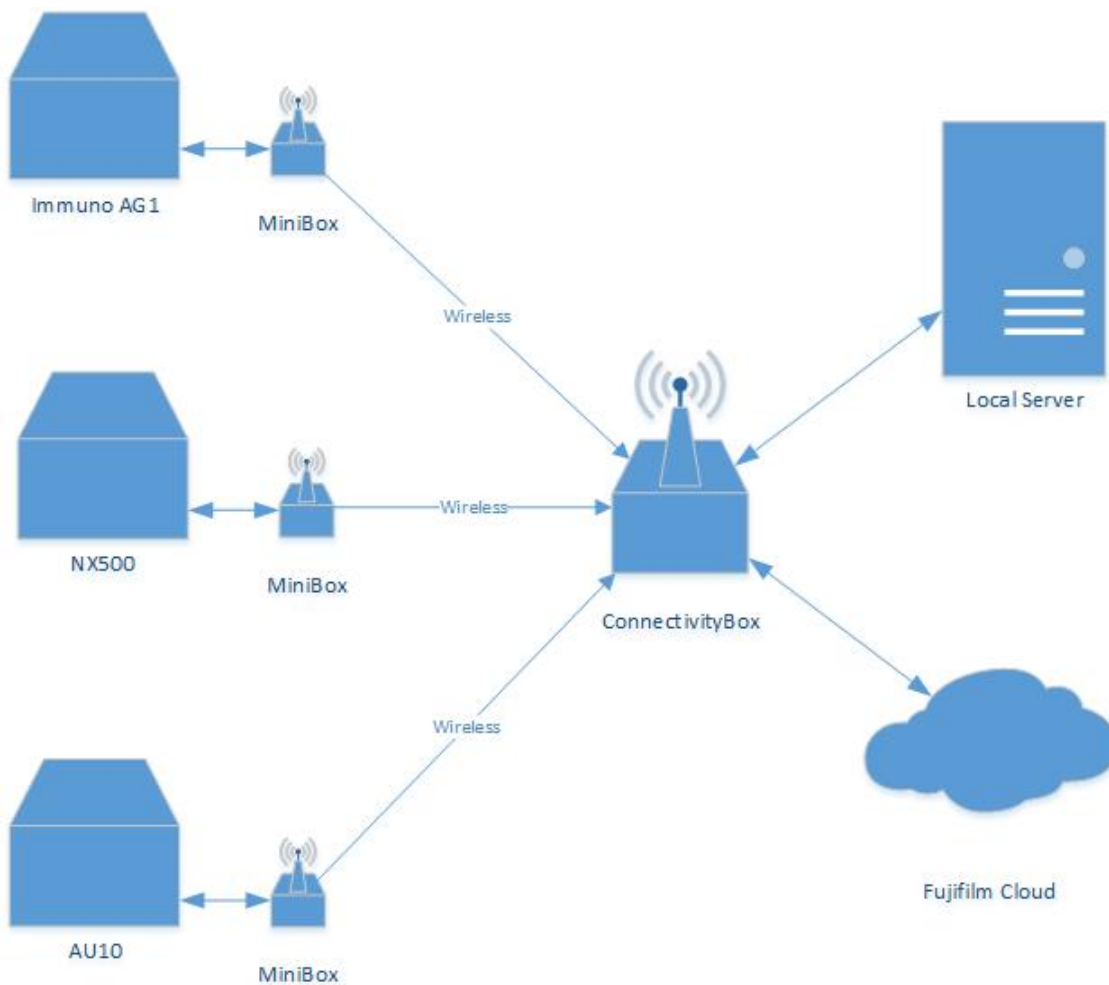 Immuno AG1
MiniBox
Wireless
Local Server
NX500
MiniBox
Wireless
ConnectivityBox
Wireless
Fujifilm Cloud
AU10
MiniBox